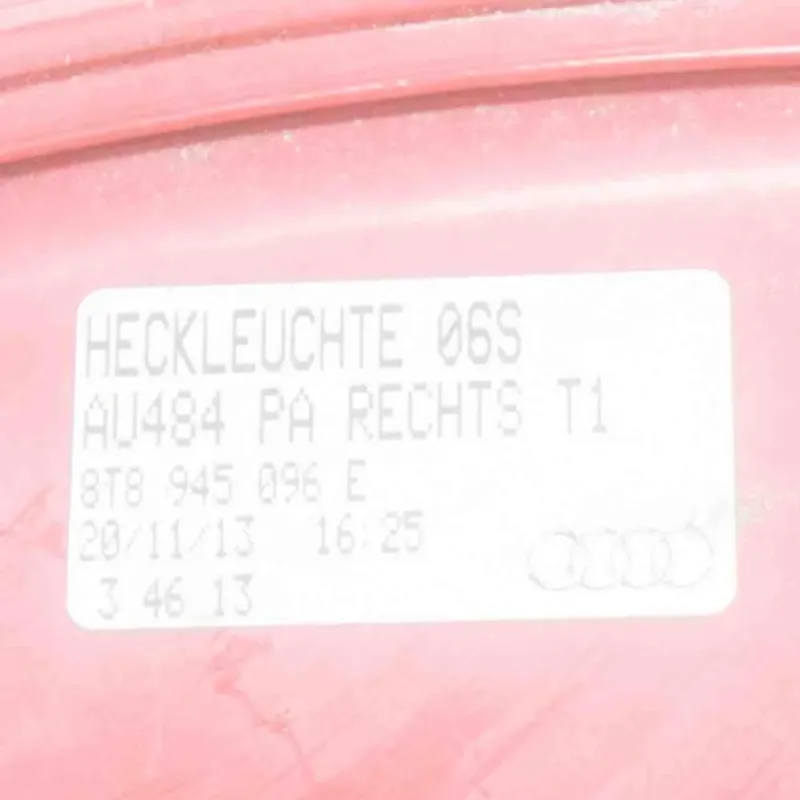 HECKLEUCHTE 06S
AU484 PA RECHTS T1
8T8 945 096 E
20/11/13 16:25
3 46 13